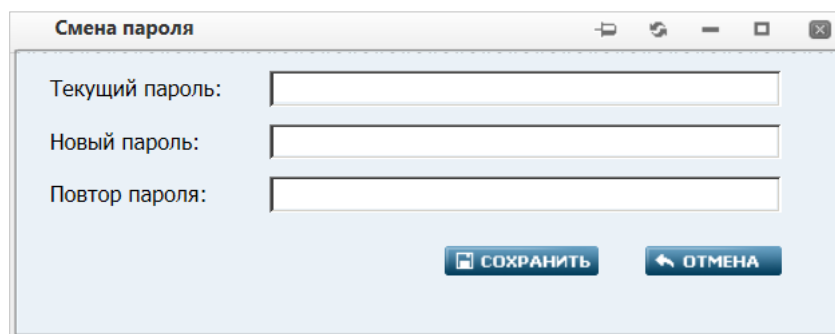 Смена пароля
Текущий пароль:
Новый пароль:
Повтор пароля:
СОХРАНИТЬ ОТМЕНА